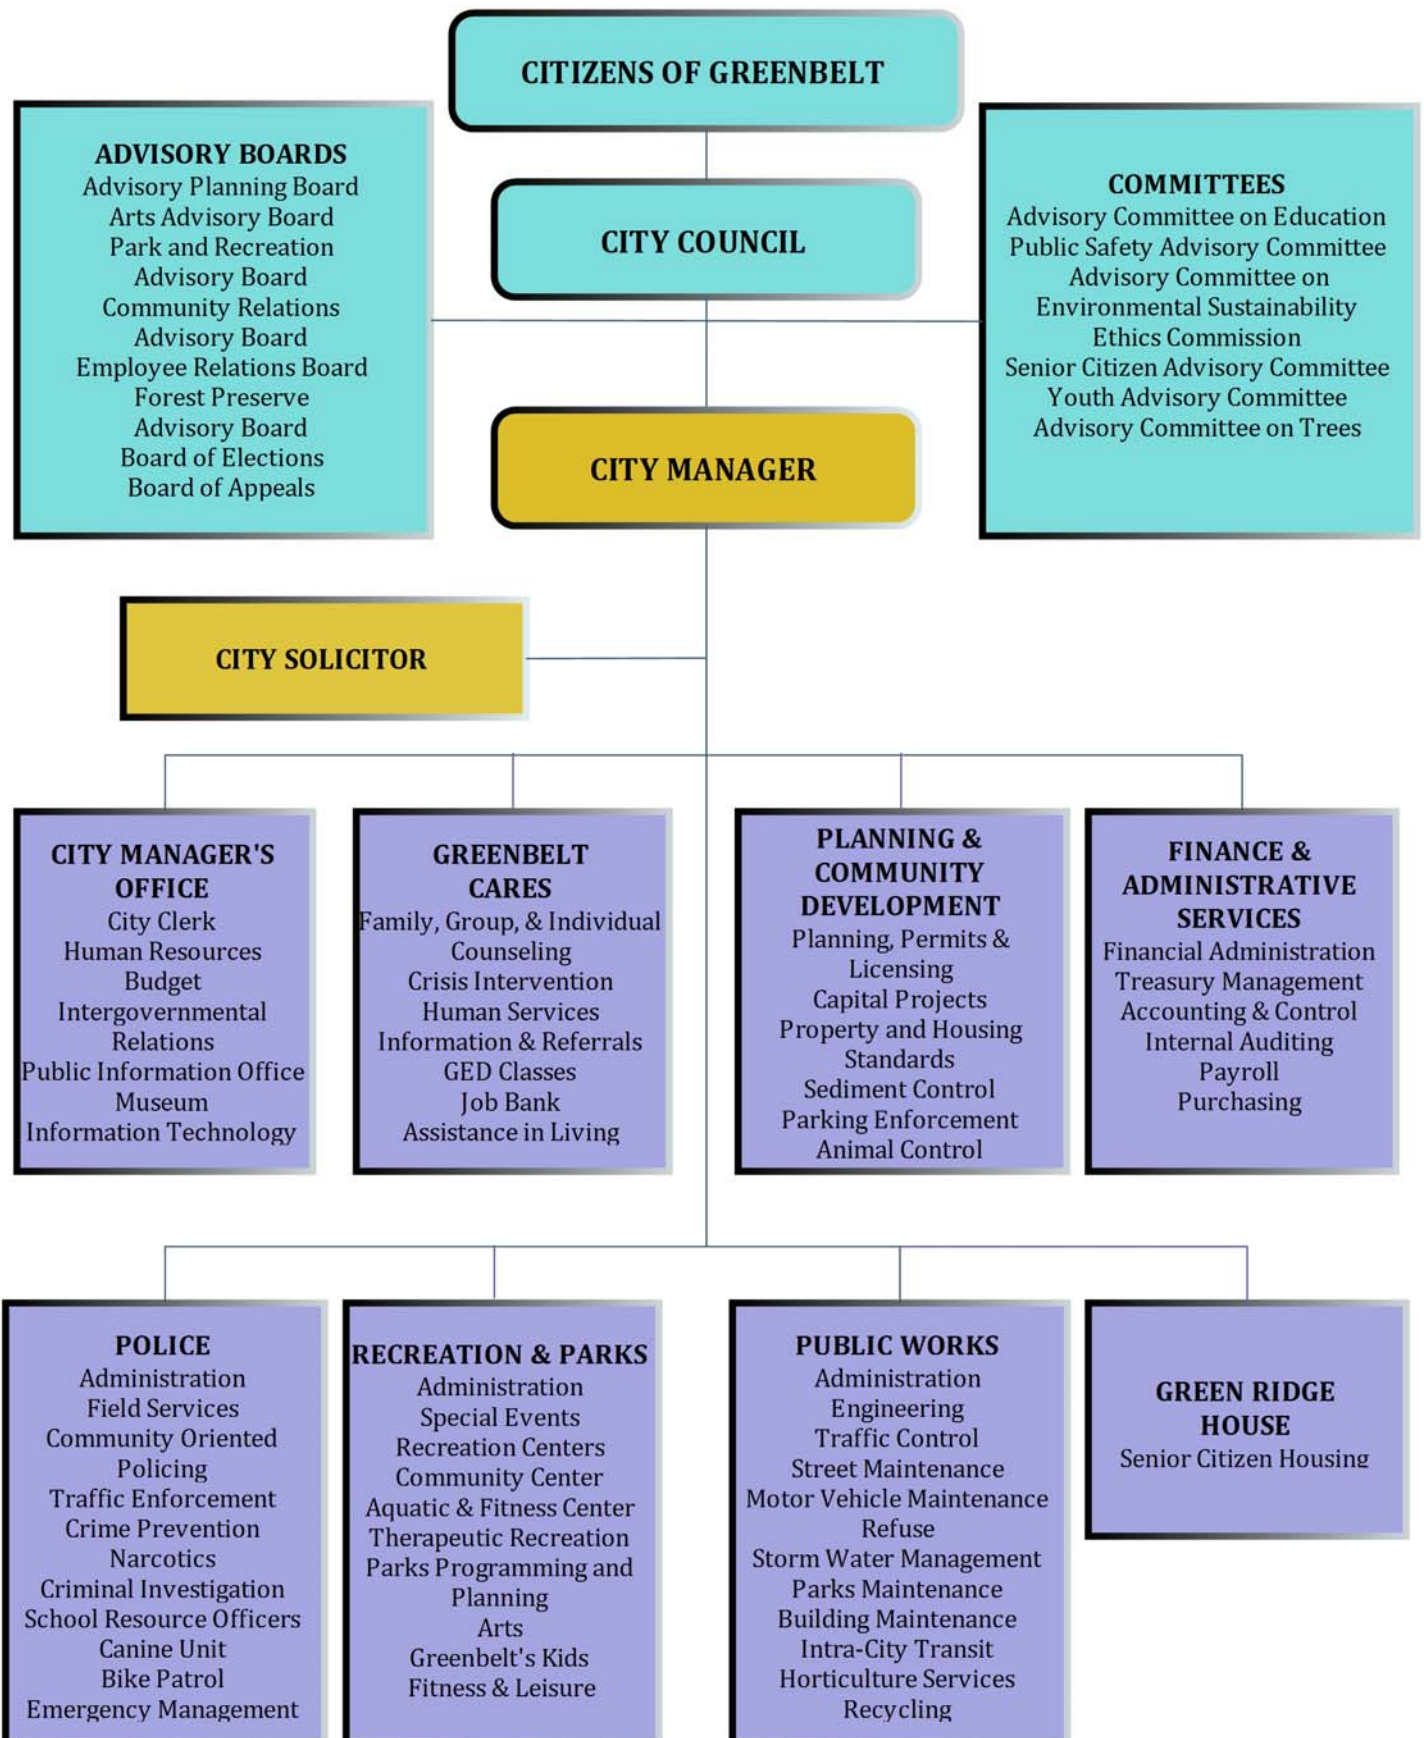 CITIZENS OF GREENBELT
ADVISORY BOARDS
Advisory Planning Board
Arts Advisory Board
Park and Recreation
Advisory Board
Community Relations
Advisory Board
Employee Relations Board
Forest Preserve
Advisory Board
Board of Elections
Board of Appeals
CITY COUNCIL
COMMITTEES
Advisory Committee on Education
Public Safety Advisory Committee
Advisory Committee on
Environmental Sustainability
Ethics Commission
Senior Citizen Advisory Committee
Youth Advisory Committee
Advisory Committee on Trees
CITY MANAGER
CITY SOLICITOR
CITY MANAGER'S
OFFICE
City Clerk
Human Resources
Budget
Intergovernmental
Relations
Public Information Office
Museum
Information Technology
GREENBELT
CARES
Family, Group, & Individual
Counseling
Crisis Intervention
Human Services
Information & Referrals
GED Classes
Job Bank
Assistance in Living
PLANNING &
COMMUNITY
DEVELOPMENT
Planning, Permits &
Licensing
Capital Projects
Property and Housing
Standards
Sediment Control
Parking Enforcement
Animal Control
FINANCE &
ADMINISTRATIVE
SERVICES
Financial Administration
Treasury Management
Accounting & Control
Internal Auditing
Payroll
Purchasing
POLICE
Administration
Field Services
Community Oriented
Policing
Traffic Enforcement
Crime Prevention
Narcotics
Criminal Investigation
School Resource Officers
Canine Unit
Bike Patrol
Emergency Management
RECREATION & PARKS
Administration
Special Events
Recreation Centers
Community Center
Aquatic & Fitness Center
Therapeutic Recreation
Parks Programming and
Planning
Arts
Greenbelt's Kids
Fitness & Leisure
PUBLIC WORKS
Administration
Engineering
Traffic Control
Street Maintenance
Motor Vehicle Maintenance
Refuse
Storm Water Management
Parks Maintenance
Building Maintenance
Intra-City Transit
Horticulture Services
Recycling
GREEN RIDGE
HOUSE
Senior Citizen Housing